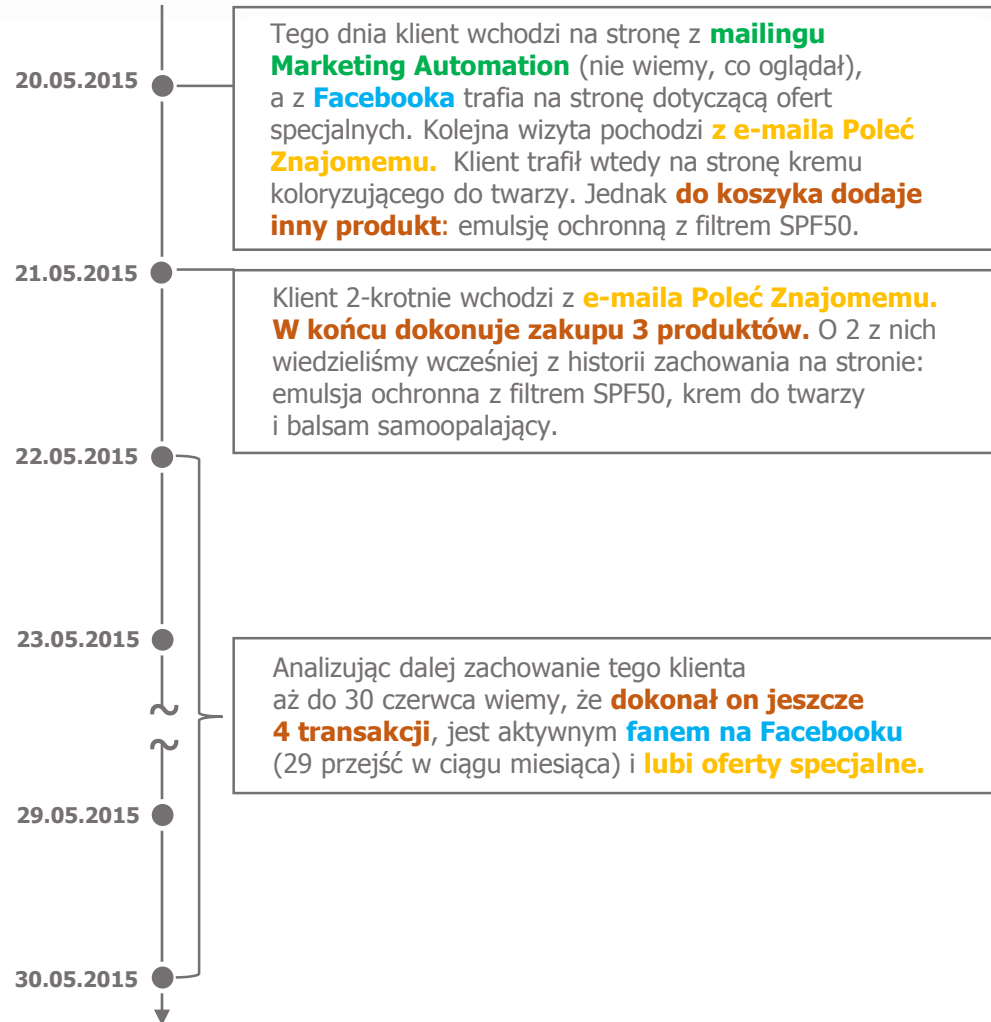 20.05.2015
Tego dnia klient wchodzi na stronę z mailingu
Marketing Automation (nie wiemy, co oglądał),
a z Facebooka trafia na stronę dotyczącą ofert
specjalnych. Kolejna wizyta pochodzi z e-maila Poleć
Znajomemu. Klient trafił wtedy na stronę kremu
koloryzującego do twarzy. Jednak do koszyka dodaje
inny produkt: emulsję ochronną z filtrem SPF50.
21.05.2015
Klient 2-krotnie wchodzi z e-maila Poleć Znajomemu.
W końcu dokonuje zakupu 3 produktów. O 2 z nich
wiedzieliśmy wcześniej z historii zachowania na stronie:
emulsja ochronna z filtrem SPF50, krem do twarzy
i balsam samoopalający.
22.05.2015
23.05.2015
Analizując dalej zachowanie tego klienta
aż do 30 czerwca wiemy, że dokonał on jeszcze
4 transakcji, jest aktywnym fanem na Facebooku
(29 przejść w ciągu miesiąca) i lubi oferty specjalne.
29.05.2015
30.05.2015